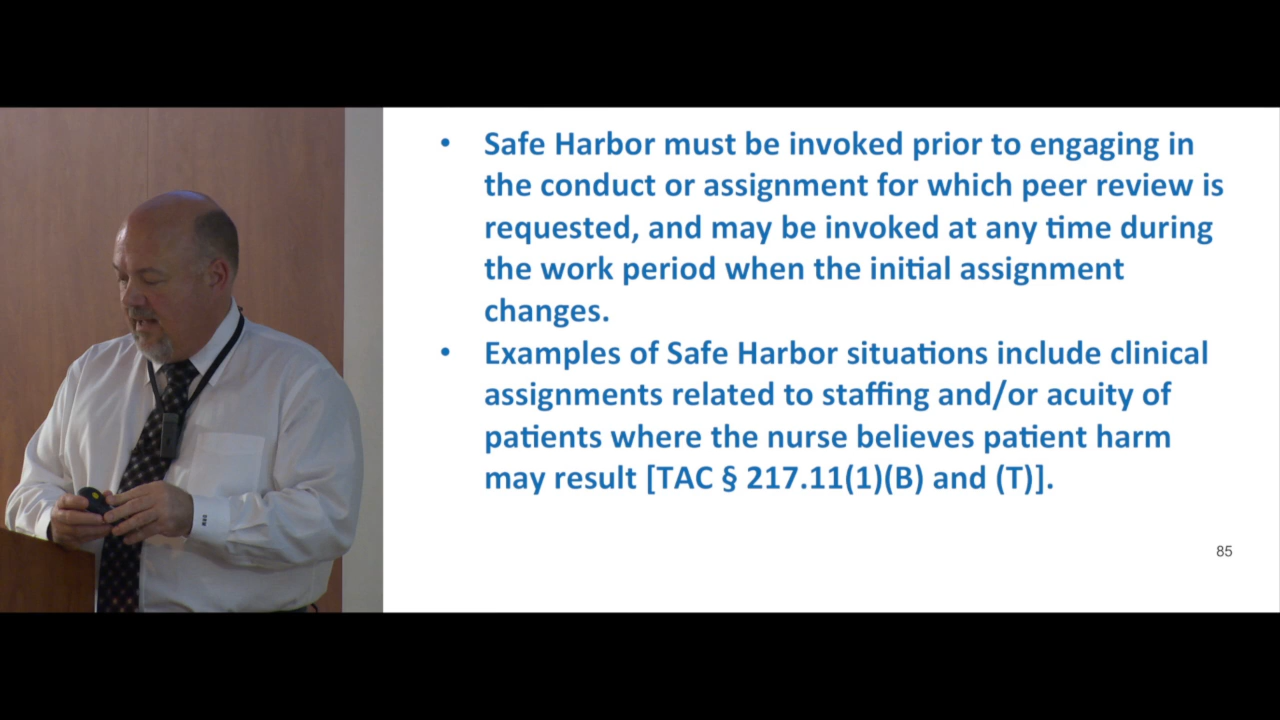 • Safe Harbor must be invoked prior to engaging in
the conduct or assignment for which peer review is
requested, and may be invoked at any time during
the work period when the initial assignment
changes.
• Examples of Safe Harbor situations include clinical
assignments related to staffing and/or acuity of
patients where the nurse believes patient harm
may result [TAC § 217.11(1)(B) and (T)].
85